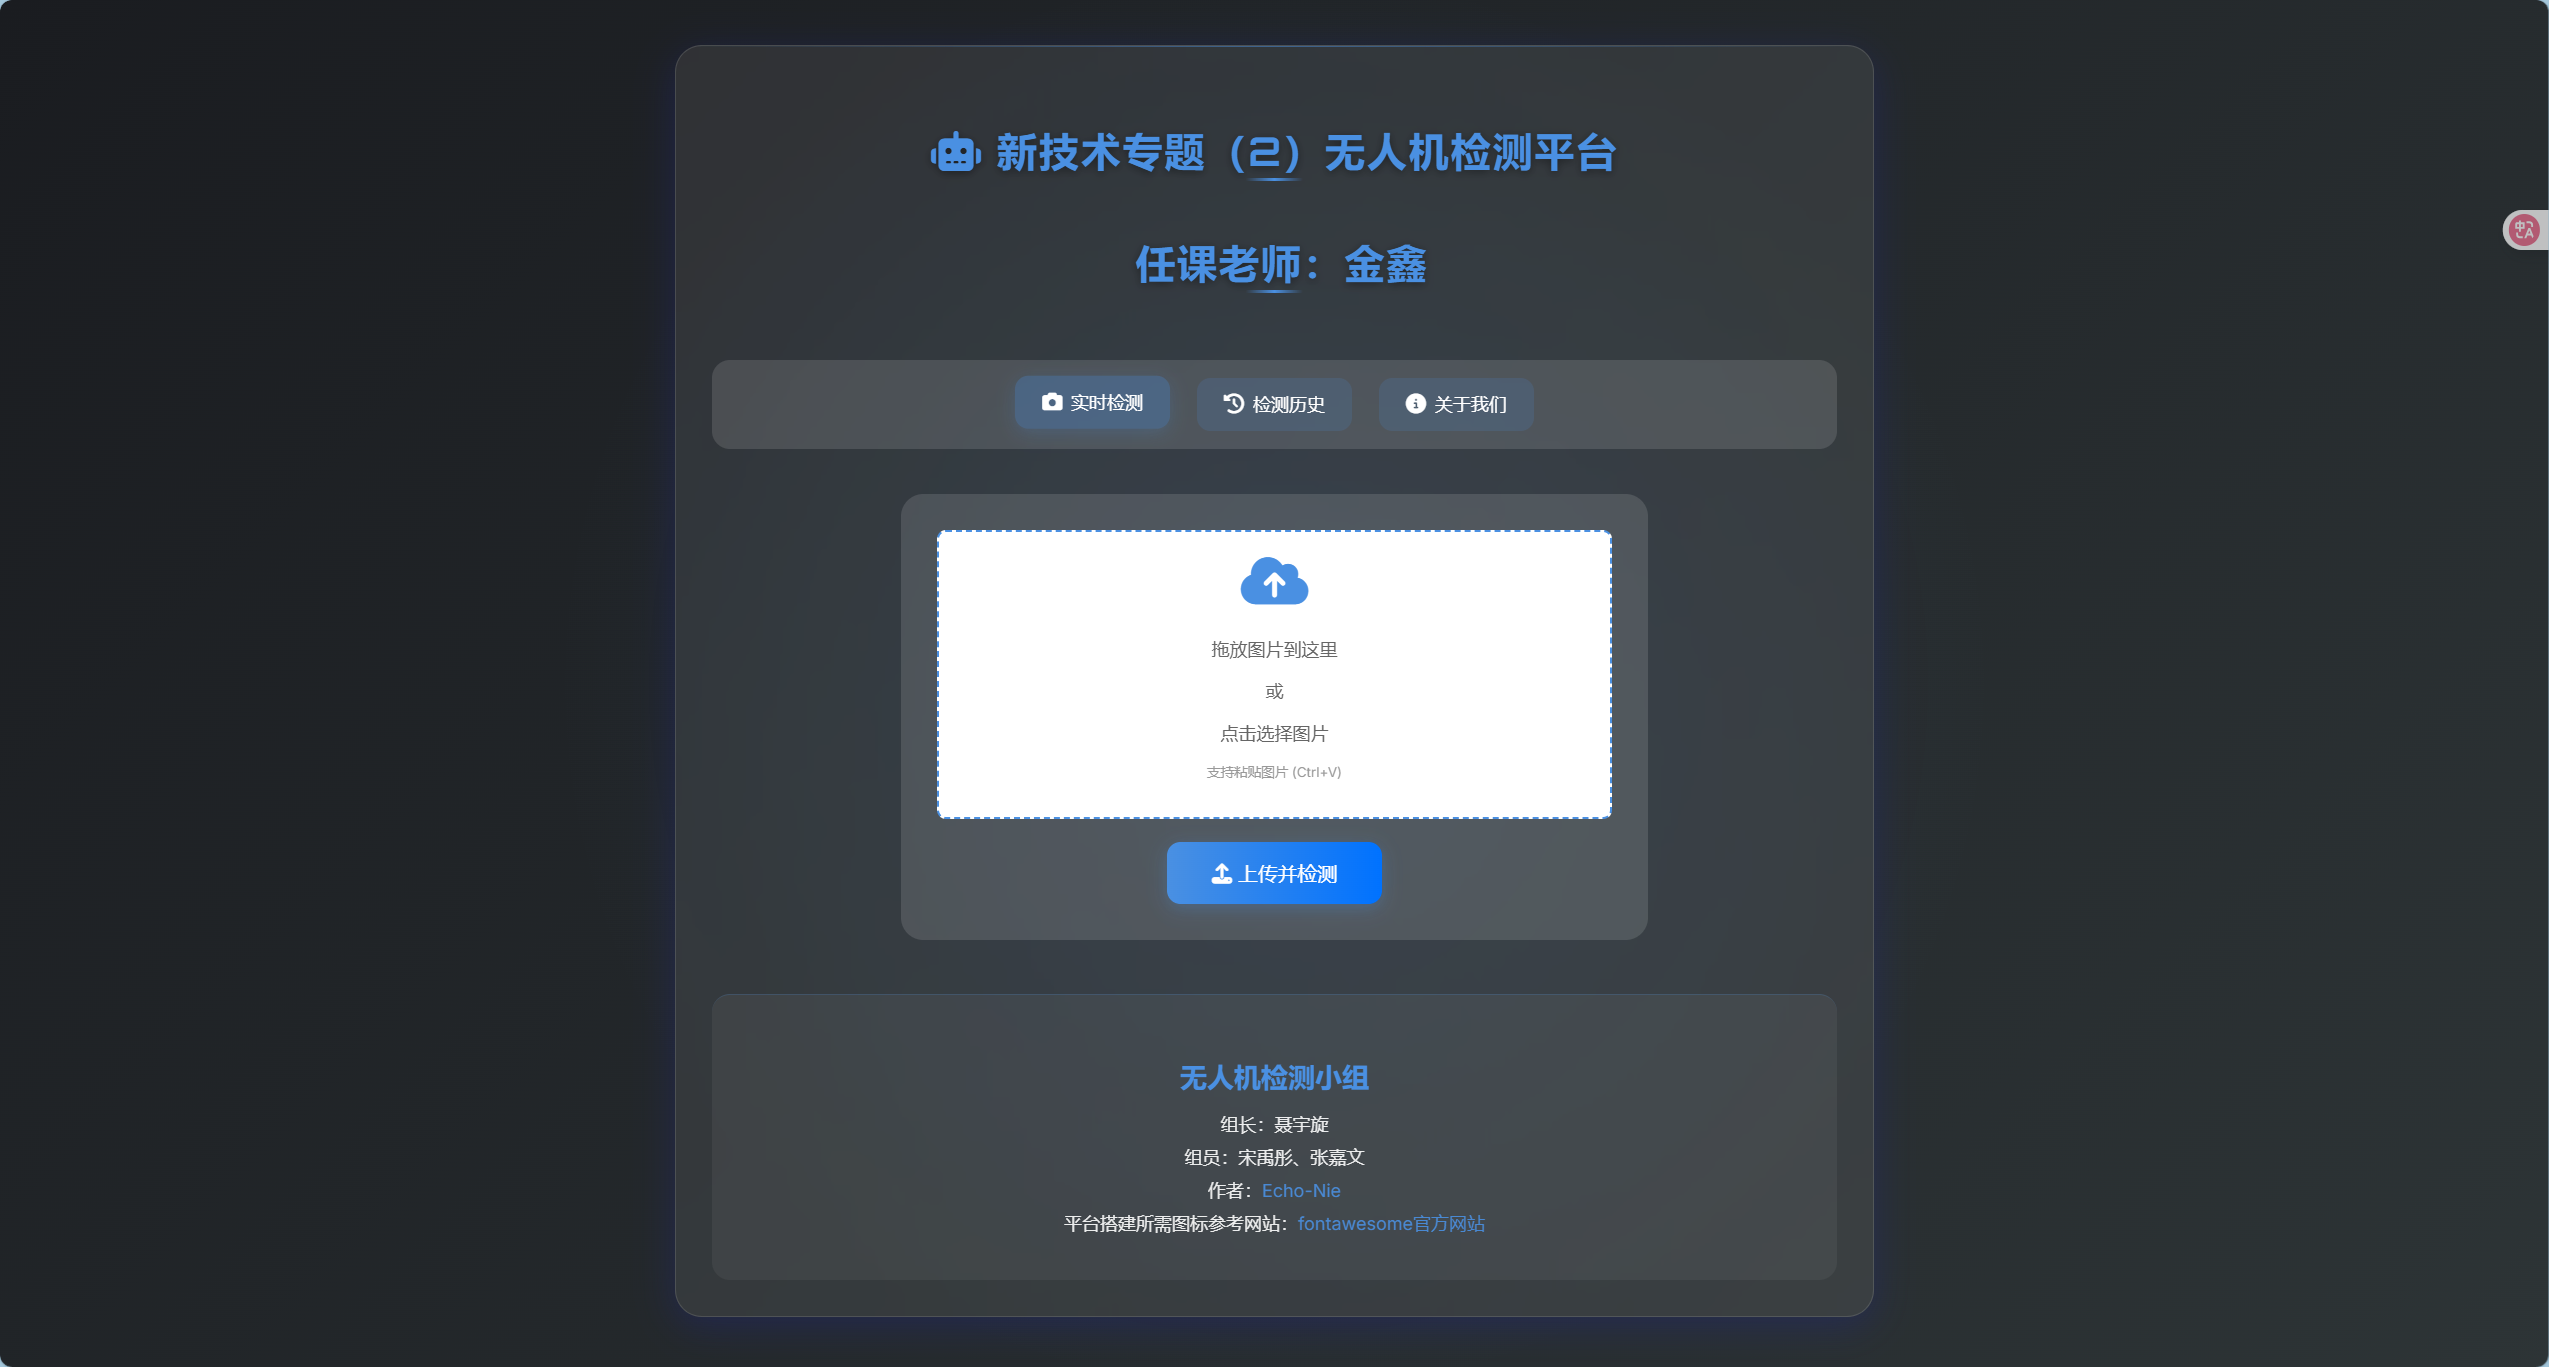 新技术专题（2）无人机检测平台
任课老师：金鑫
实时检测
检测历史
关于我们
拖放图片到这里
或
点击选择图片
支持粘贴图片 (Ctrl+V)
上传并检测
无人机检测小组
组长：聂宇旋
组员：宋禹彤、张嘉文
作者：Echo-Nie
平台搭建所需图标参考网站：fontawesome官方网站
中A